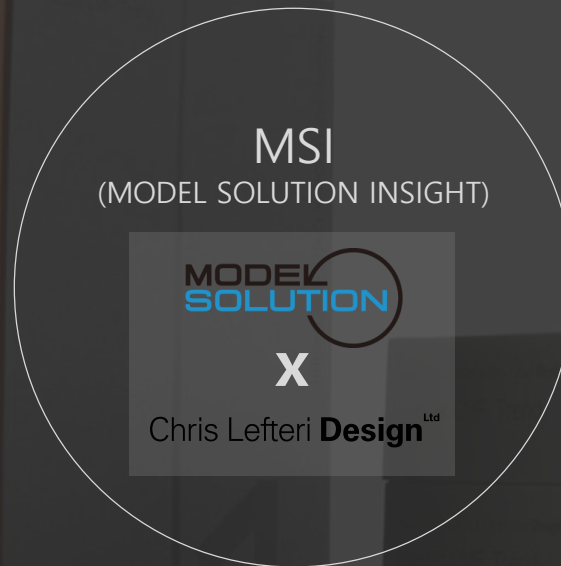 MSI
(MODEL SOLUTION INSIGHT)
MODEL
SOLUTION
X
Chris Lefteri Design Ltd